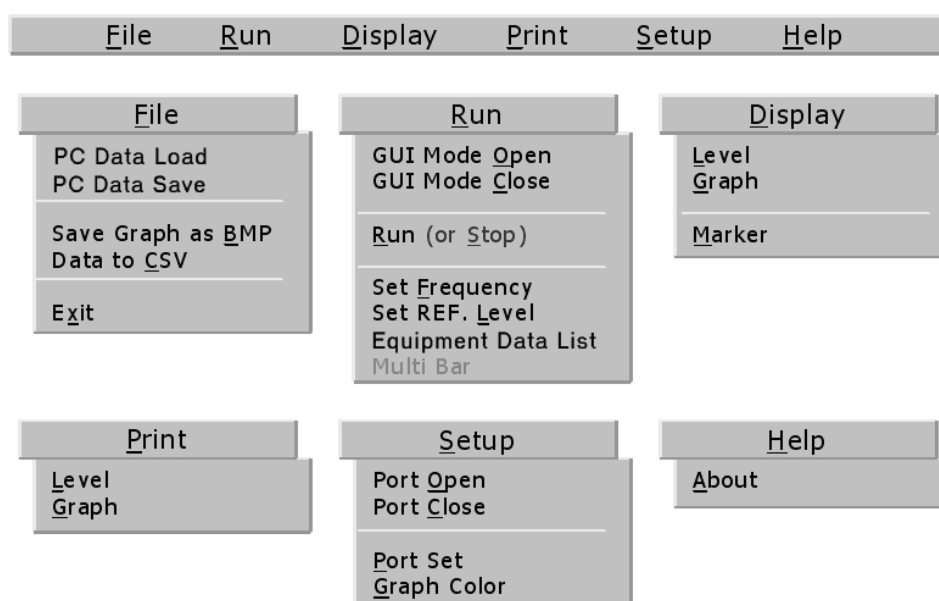 File Run Display Print Setup Help
File
PC Data Load
PC Data Save
Save Graph as BMP
Data to CSV
Exit
Run
GUI Mode Open
GUI Mode Close
Run (or Stop)
Set Frequency
Set REF. Level
Equipment Data List
Multi Bar
Display
Level
Graph
Marker
Print
Level
Graph
Setup
Port Open
Port Close
Port Set
Graph Color
Help
About